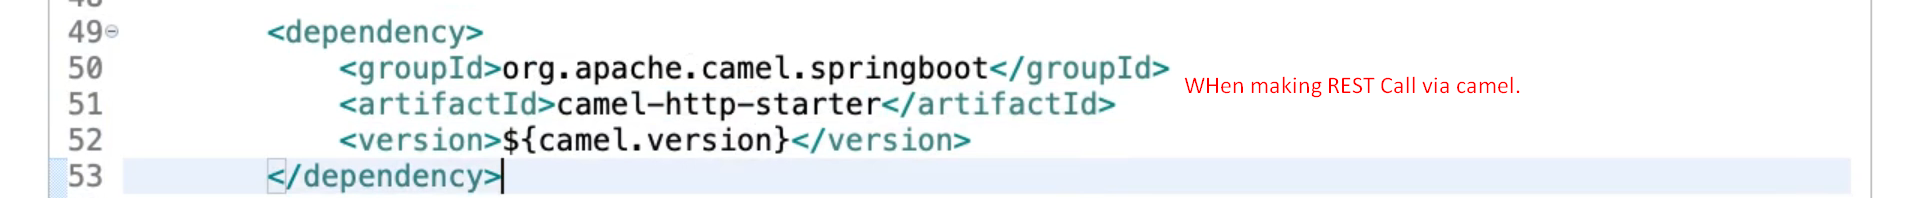 49 <dependency>
50 <groupId>org.apache.camel.springboot</groupId>
WHen making REST Call via camel.
51 <artifactId>camel-http-starter</artifactId>
52 <version>${camel.version}</version>
53 </dependency>